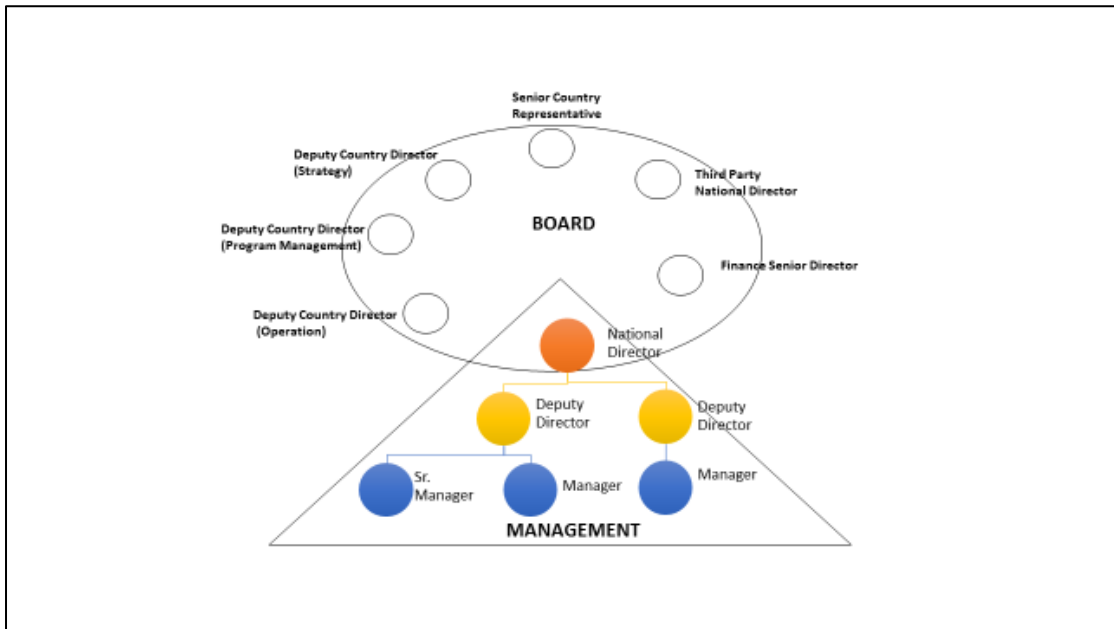 Senior Country
Representative
Deputy Country Director
(Strategy)
Third Party
National Director
Deputy Country Director
(Program Management)
BOARD
Finance Senior Director
Deputy Country Director
(Operation)
National
Director
Deputy
Director
Deputy
Director
Sr.
Manager
Manager
Manager
MANAGEMENT